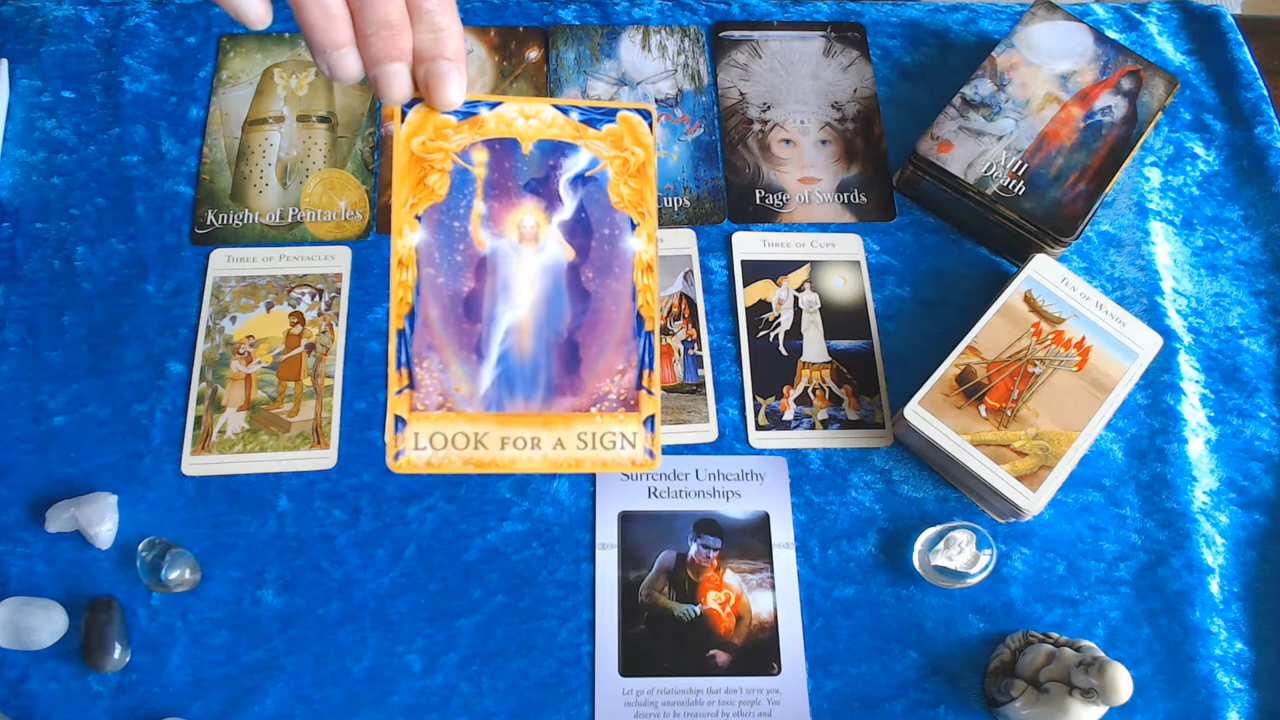 Knight of Pentacles
Cups
Page of Swords
XIII
Death
THREE OF PENTACLES
THREE OF CUPS
TEN OF WANDS
LOOK FOR A SIGN
Surrender Unhealthy
Relationships
Let go of relationships that don't serve you,
including unavailable or toxic people. You
deserve to be treasured by others and